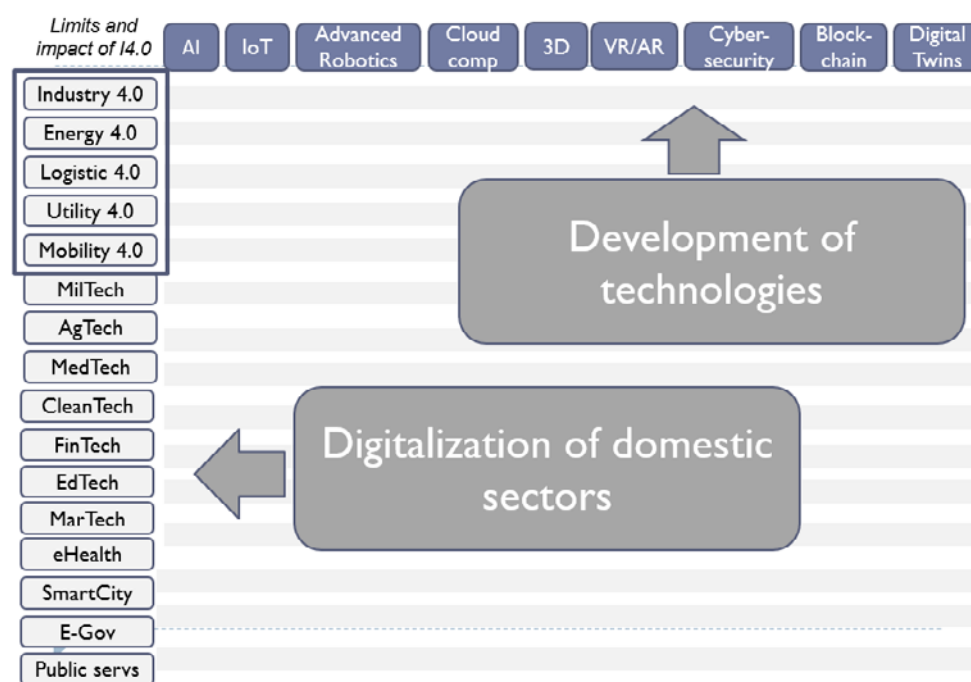 Limits and
impact of I4.0
AI
IoT
Advanced
Robotics
Cloud
comp
3D
VR/AR
Cyber-
security
Block-
chain
Digital
Twins
Industry 4.0
Energy 4.0
Logistic 4.0
Utility 4.0
Mobility 4.0
MilTech
AgTech
MedTech
CleanTech
FinTech
EdTech
MarTech
eHealth
SmartCity
E-Gov
Public servs
Development of
technologies
Digitalization of domestic
sectors